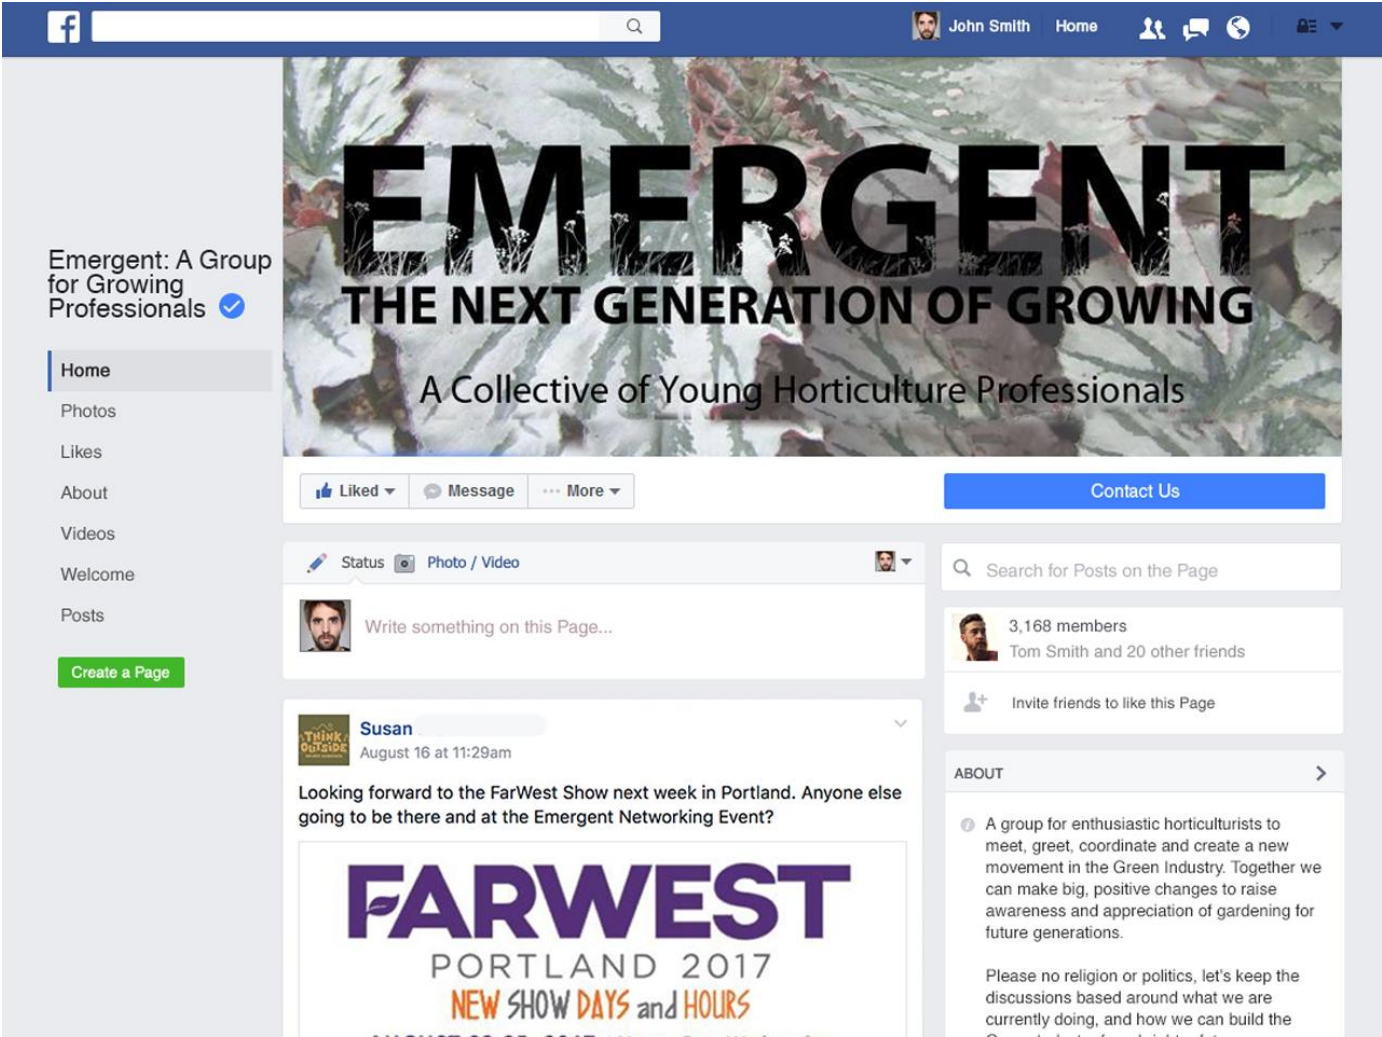 f
John Smith
Home
EMERGENT
THE NEXT GENERATION OF GROWING
A Collective of Young Horticulture Professionals
Emergent: A Group
for Growing
Professionals
Home
Photos
Likes
About
Videos
Welcome
Posts
Create a Page
Liked
Message
More
Contact Us
Status
Photo / Video
Write something on this Page...
Search for Posts on the Page
3,168 members
Tom Smith and 20 other friends
Invite friends to like this Page
Susan
August 16 at 11:29am
THINK
OUTSIDE
Looking forward to the FarWest Show next week in Portland. Anyone else
going to be there and at the Emergent Networking Event?
FARWEST
PORTLAND 2017
NEW SHOW DAYS and HOURS
ABOUT
A group for enthusiastic horticulturists to
meet, greet, coordinate and create a new
movement in the Green Industry. Together we
can make big, positive changes to raise
awareness and appreciation of gardening for
future generations.
Please no religion or politics, let's keep the
discussions based around what we are
currently doing, and how we can build the